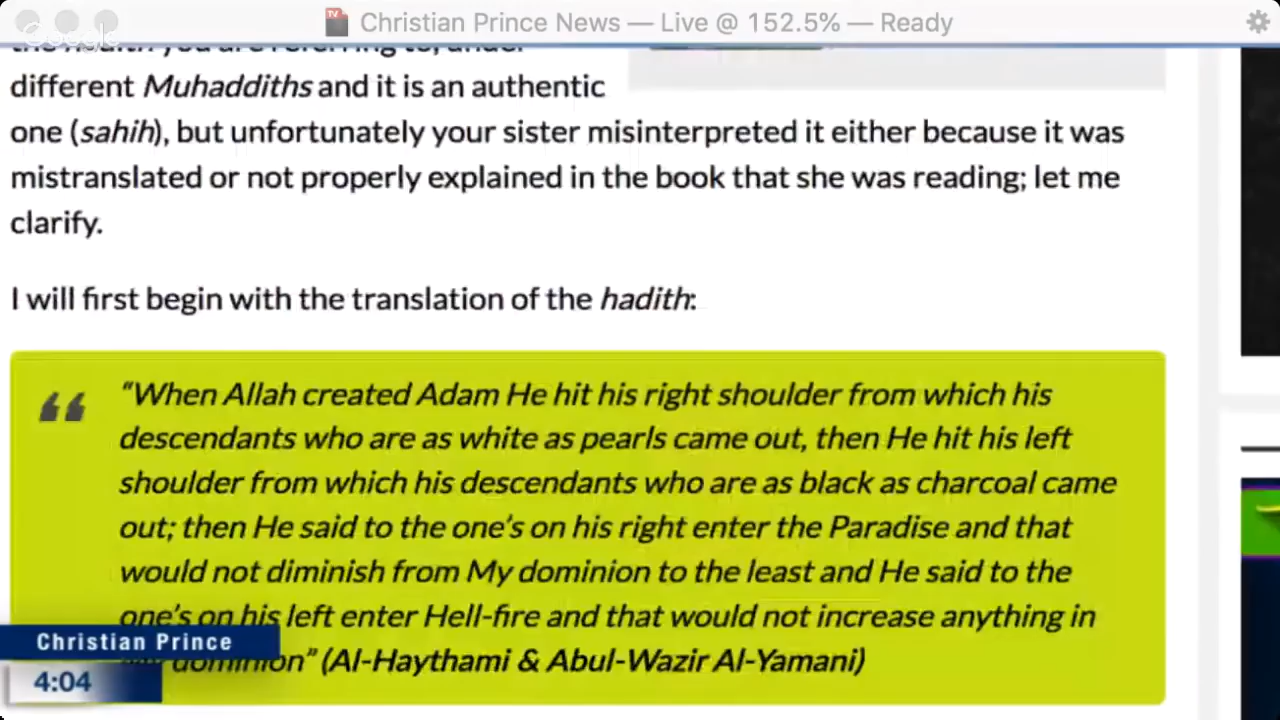 Google
Christian Prince News — Live @ 152.5% — Ready
you are referring to, under
different Muhaddiths and it is an authentic
one (sahih), but unfortunately your sister misinterpreted it either because it was
mistranslated or not properly explained in the book that she was reading; let me
clarify.
I will first begin with the translation of the hadith:
“When Allah created Adam He hit his right shoulder from which his
descendants who are as white as pearls came out, then He hit his left
shoulder from which his descendants who are as black as charcoal came
out; then He said to the one’s on his right enter the Paradise and that
would not diminish from My dominion to the least and He said to the
one’s on his left enter Hell-fire and that would not increase anything in
dominion” (Al-Haythami & Abul-Wazir Al-Yamani)
Christian Prince
4:04